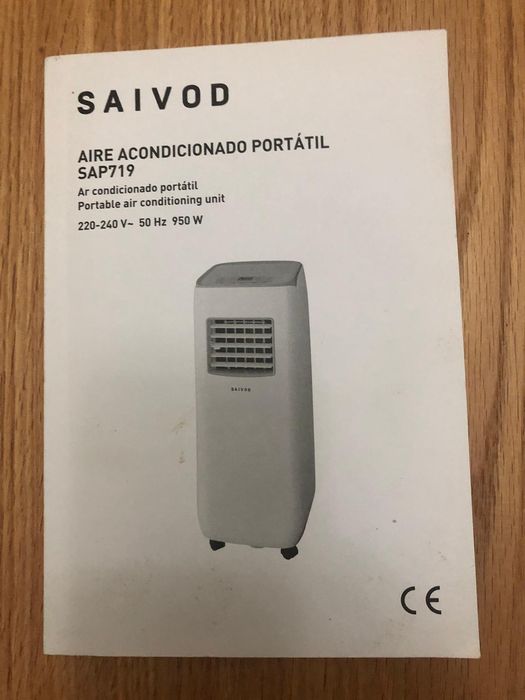 SAIVOD
AIRE ACONDICIONADO PORTÁTIL
SAP719
Ar condicionado portátil
Portable air conditioning unit
220-240 V~ 50 Hz 950 W
SAIVOD
CE